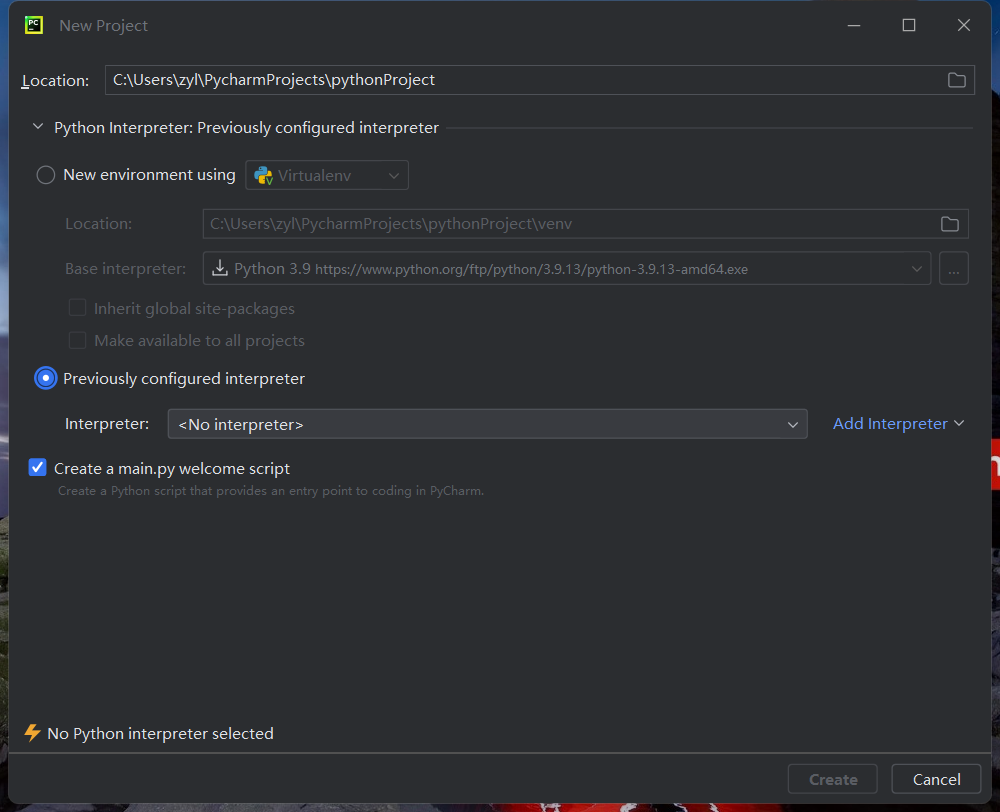 PC
New Project
Location: C:\Users\zyl\PycharmProjects\pythonProject
Python Interpreter: Previously configured interpreter
New environment using Virtualenv
Location: C:\Users\zyl\PycharmProjects\pythonProject\venv
Base interpreter: Python 3.9 https://www.python.org/ftp/python/3.9.13/python-3.9.13-amd64.exe ...
Inherit global site-packages
Make available to all projects
Previously configured interpreter
Interpreter: <No interpreter> Add Interpreter
Create a main.py welcome script
Create a Python script that provides an entry point to coding in PyCharm.
No Python interpreter selected
Create Cancel